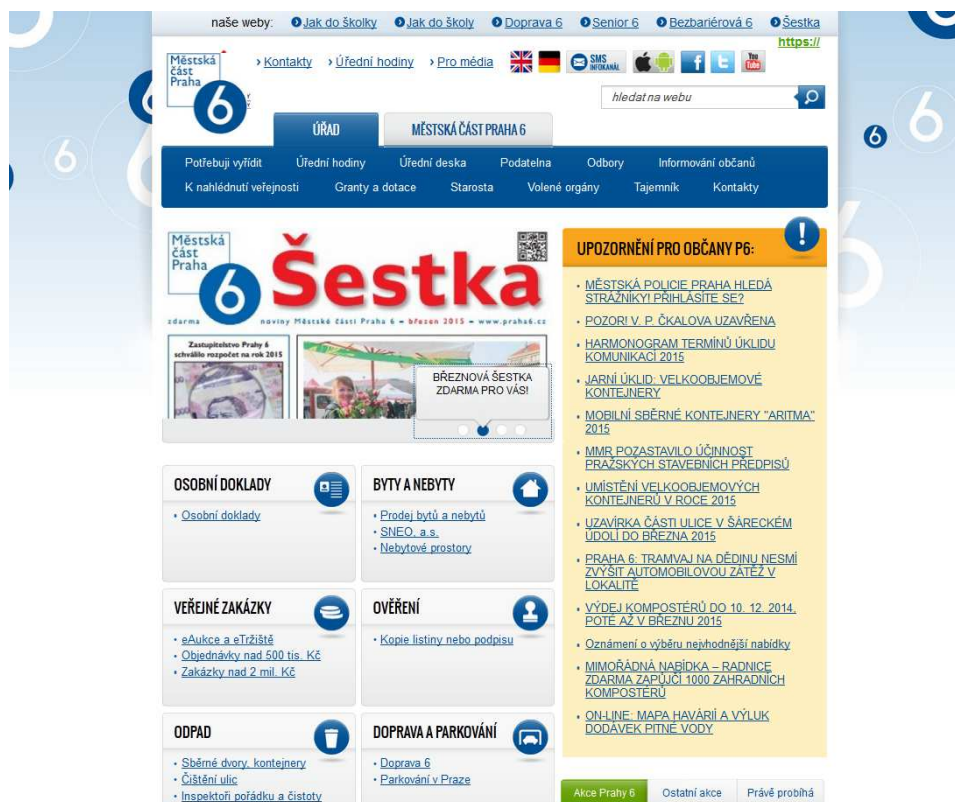 naše weby: Jak do školky Jak do školy Doprava 6 Senior 6 Bezbariérová 6 Šestka
https://
Městská
část
Praha
6
Kontakty Úřední hodiny Pro média SMS INFOKANÁL You Tube
hledat na webu
ÚŘAD MĚSTSKÁ ČÁST PRAHA 6
Potřebuji vyřídit Úřední hodiny Úřední deska Podatelna Odbory Informování občanů
K nahlédnutí veřejnosti Granty a dotace Starosta Volené orgány Tajemník Kontakty
Městská
část
Praha
6
Šestka
zdarma noviny Městské části Praha 6 – březen 2015 – www.praha6.cz
Zastupitelstvo Prahy 6
schválilo rozpočet na rok 2015
BŘEZNOVÁ ŠESTKA
ZDARMA PRO VÁS!
UPOZORNĚNÍ PRO OBČANY P6:
MĚSTSKÁ POLICIE PRAHA HLEDÁ
STRÁŽNÍKY! PŘIHLÁSÍTE SE?
POZOR! V. P. ČKALOVA UZAVŘENA
HARMONOGRAM TERMÍNŮ ÚKLIDU
KOMUNIKACÍ 2015
JARNÍ ÚKLID: VELKOOBJEMOVÉ
KONTEJNERY
MOBILNÍ SBĚRNÉ KONTEJNERY "ARITMA"
2015
MMR POZASTAVILO ÚČINNOST
PRAŽSKÝCH STAVEBNÍCH PŘEDPISŮ
UMÍSTĚNÍ VELKOOBJEMOVÝCH
KONTEJNERŮ V ROCE 2015
UZAVÍRKA ČÁSTI ULICE V ŠÁRECKÉM
ÚDOLÍ DO BŘEZNA 2015
PRAHA 6: TRAMVAJ NA DĚDINU NESMÍ
ZVÝŠIT AUTOMOBILOVOU ZÁTĚŽ V
LOKALITĚ
VÝDEJ KOMPOSTÉRŮ DO 10. 12. 2014,
POTÉ AŽ V BŘEZNU 2015
Oznámení o výběru nejvhodnější nabídky
MIMOŘÁDNÁ NABÍDKA – RADNICE
ZDARMA ZAPŮJČÍ 1000 ZAHRADNÍCH
KOMPOSTÉRŮ
ON-LINE: MAPA HAVÁRIÍ A VÝLUK
DODÁVEK PITNÉ VODY
OSOBNÍ DOKLADY
Osobní doklady
BYTY A NEBYTY
Prodej bytů a nebytů
SNEO, a.s.
Nebytové prostory
VEŘEJNÉ ZAKÁZKY
eAukce a eTržiště
Objednávky nad 500 tis. Kč
Zakázky nad 2 mil. Kč
OVĚŘENÍ
Kopie listiny nebo podpisu
ODPAD
Sběrné dvory, kontejnery
Čištění ulic
Inspektoři pořádku a čistoty
DOPRAVA A PARKOVÁNÍ
Doprava 6
Parkování v Praze
Akce Prahy 6 Ostatní akce Právě probíhá